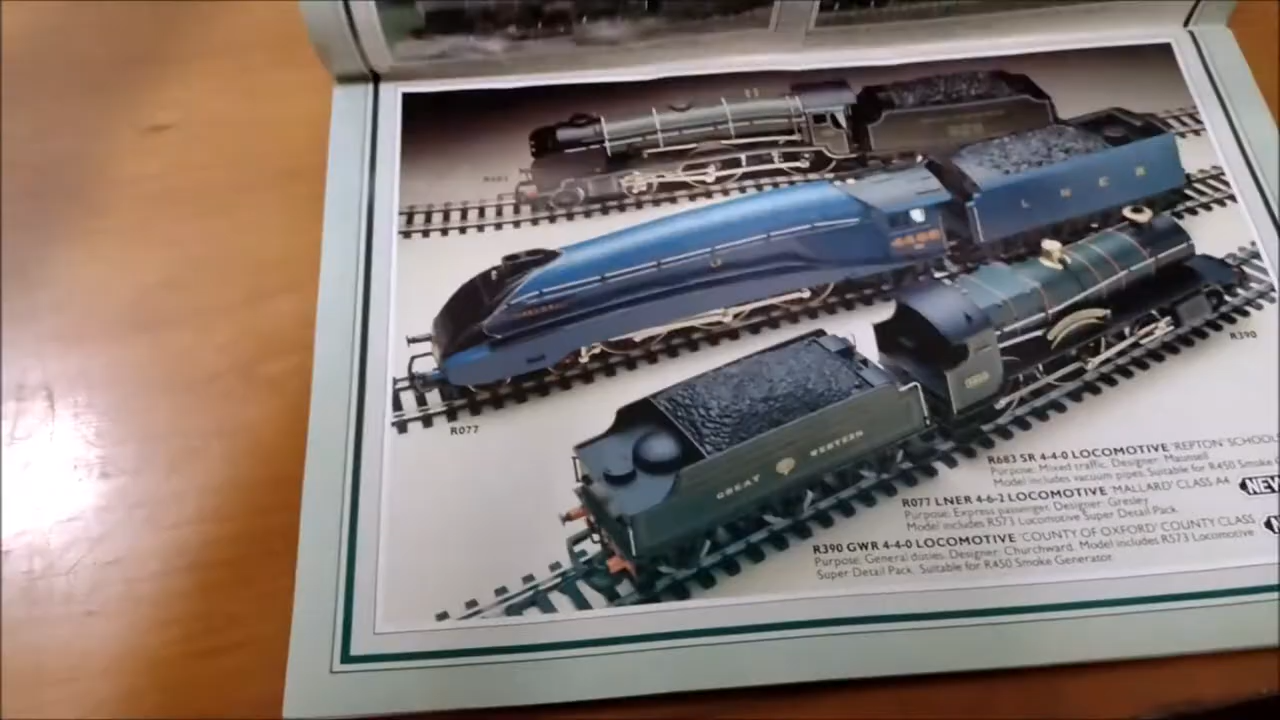 R683
L N E R
4468
R077
R390
GREAT WESTERN
R683 SR 4-4-0 LOCOMOTIVE 'REPTON' SCHOOL
Purpose: Mixed traffic. Designer: Maunsell
Model includes vacuum pipes. Suitable for R450 Smoke
R077 LNER 4-6-2 LOCOMOTIVE 'MALLARD' CLASS A4 NEW
Purpose: Express passenger. Designer: Gresley
Model includes R573 Locomotive Super Detail Pack.
R390 GWR 4-4-0 LOCOMOTIVE 'COUNTY OF OXFORD' COUNTY CLASS
Purpose: General duties. Designer: Churchward. Model includes R573 Locomotive
Super Detail Pack. Suitable for R450 Smoke Generator.